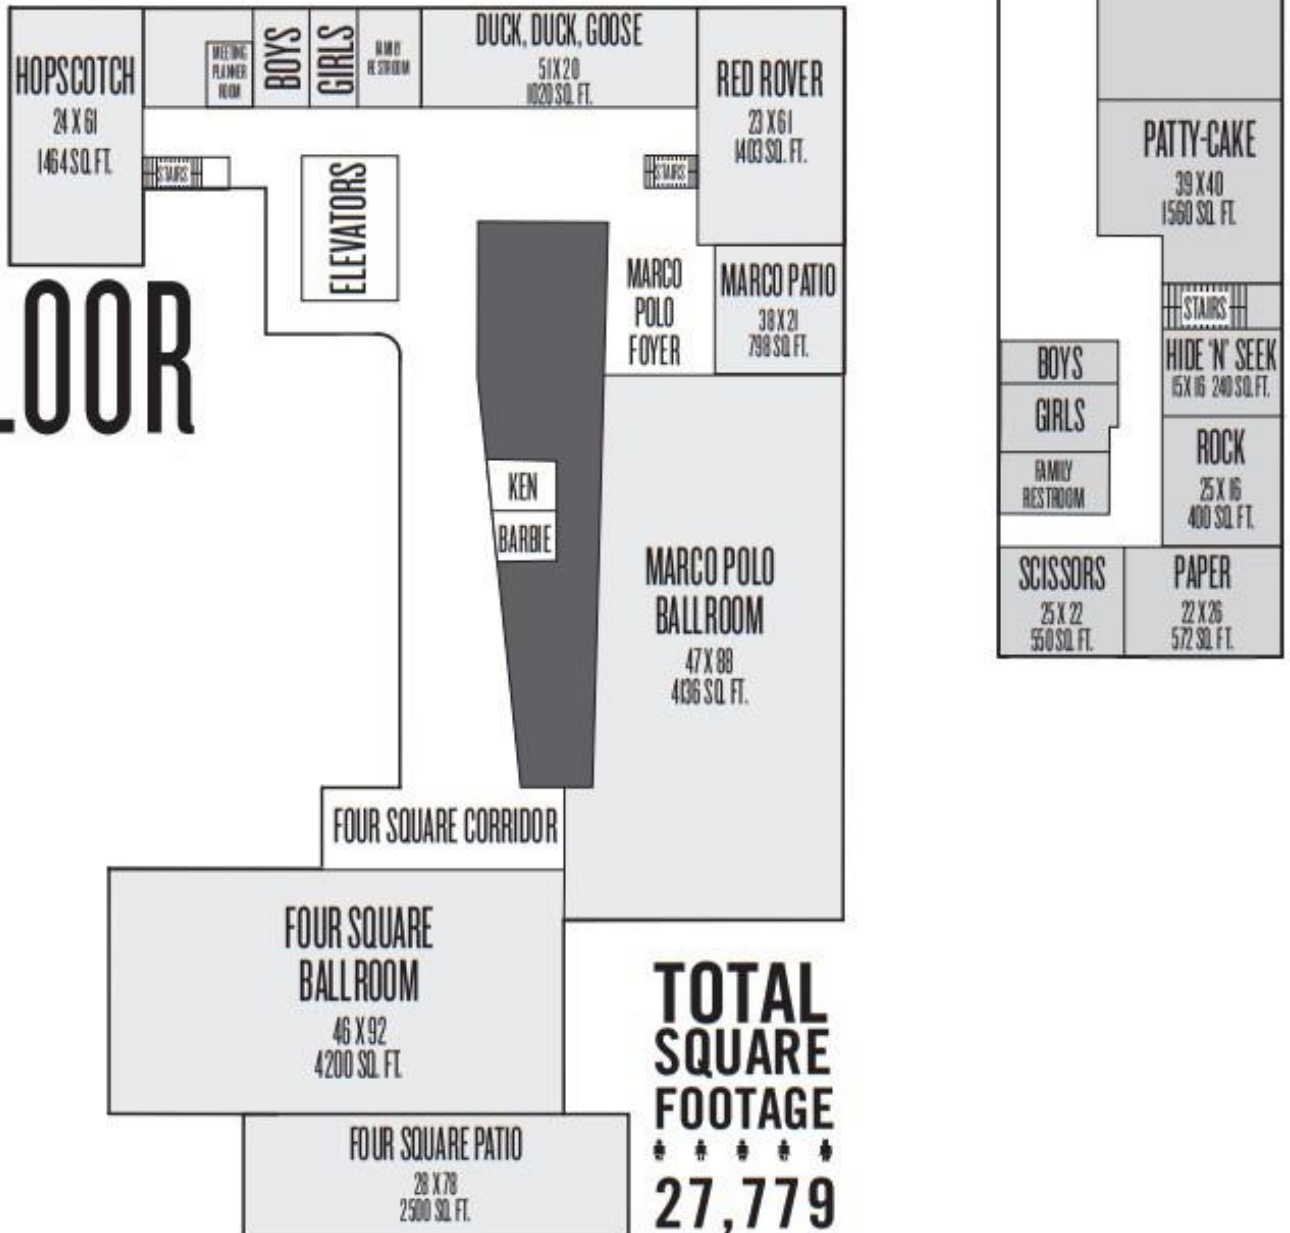 HOPSCOTCH
24 X 61
1464 SQ. FT.
MEETING
PLANNER
ROOM
BOYS
GIRLS
FAMILY
RESTROOM
DUCK, DUCK, GOOSE
51X20
1020 SQ. FT.
RED ROVER
23 X 61
1403 SQ. FT.
STAIRS
ELEVATORS
STAIRS
MARCO
POLO
FOYER
MARCO PATIO
38 X 21
798 SQ. FT.
LOOR
KEN
BARBIE
MARCO POLO
BALLROOM
47 X 88
4136 SQ. FT.
FOUR SQUARE CORRIDOR
FOUR SQUARE
BALLROOM
46 X 92
4200 SQ. FT.
FOUR SQUARE PATIO
28 X 78
2500 SQ. FT.
TOTAL
SQUARE
FOOTAGE
27,779
PATTY-CAKE
39 X 40
1560 SQ. FT.
STAIRS
HIDE 'N' SEEK
15 X 16 240 SQ. FT.
BOYS
GIRLS
FAMILY
RESTROOM
ROCK
25 X 16
400 SQ. FT.
SCISSORS
25 X 22
550 SQ. FT.
PAPER
22 X 26
572 SQ. FT.